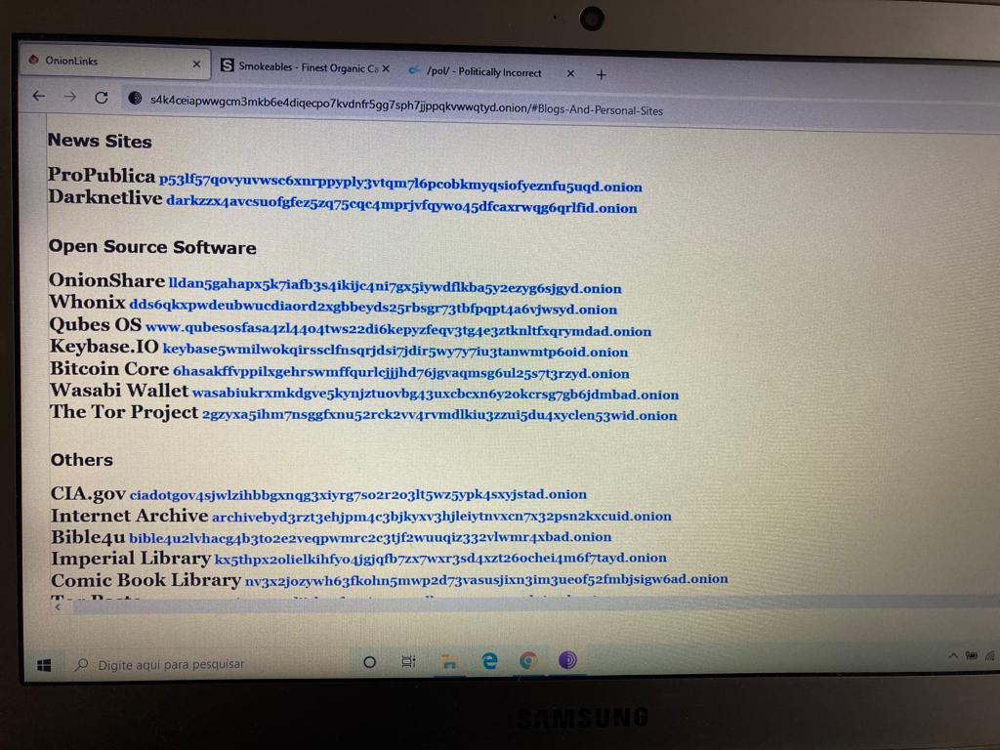 OnionLinks
Smokeables - Finest Organic Ca
/pol/ - Politically Incorrect
s4k4ceiapwwgcm3mkb6e4diqecpo7kvdnfr5gg7sph7jjppqkvwwqtyd.onion/#Blogs-And-Personal-Sites
News Sites
ProPublica p53lf57qovyuvwsc6xnrppyply3vtqm7l6pcobkmyqsiofyeznfu5uqd.onion
Darknetlive darkzzx4avcsuofgfez5zq75cqc4mprjvfqywo45dfcaxrwqg6qrlfid.onion
Open Source Software
OnionShare lldan5gahapx5k7iafb3s4ikijc4ni7gx5iywdflkba5y2ezyg6sjgyd.onion
Whonix dds6qkxpwdeubwucdiaord2xgbbeyds25rbsgr73tbfpqpt4a6vjwsyd.onion
Qubes OS www.qubesosfasa4zl44o4tws22di6kepyzfeqv3tg4e3ztknltfxqrymdad.onion
Keybase.IO keybase5wmilwokqirssclfnsqrjdsi7jdir5wy7y7iu3tanwmtp6oid.onion
Bitcoin Core 6hasakffvppilxgehrswmffqurlcjjjhd76jgvaqmsg6ul25s7t3rzyd.onion
Wasabi Wallet wasabiukrxmkdgve5kynjztuovbg43uxcbcxn6y2okcrsg7gb6jdmbad.onion
The Tor Project 2gzyxa5ihm7nsggfxnu52rck2vv4rvmdlkiu3zzui5du4xyclen53wid.onion
Others
CIA.gov ciadotgov4sjwlzihbbgxnqg3xiyrg7so2r2o3lt5wz5ypk4sxyjstad.onion
Internet Archive archivebyd3rzt3ehjpm4c3bjkyxv3hjleiytnvxcn7x32psn2kxcuid.onion
Bible4u bible4u2lvhacg4b3to2e2veqpwmrc2c3tjf2wuuqiz332vlwmr4xbad.onion
Imperial Library kx5thpx2olielkihfyo4jgjqfb7zx7wxr3sd4xzt26ochei4m6f7tayd.onion
Comic Book Library nv3x2jozywh63fkohn5mwp2d73vasusjixn3im3ueof52fmbjsigw6ad.onion
Digite aqui para pesquisar
SAMSUNG